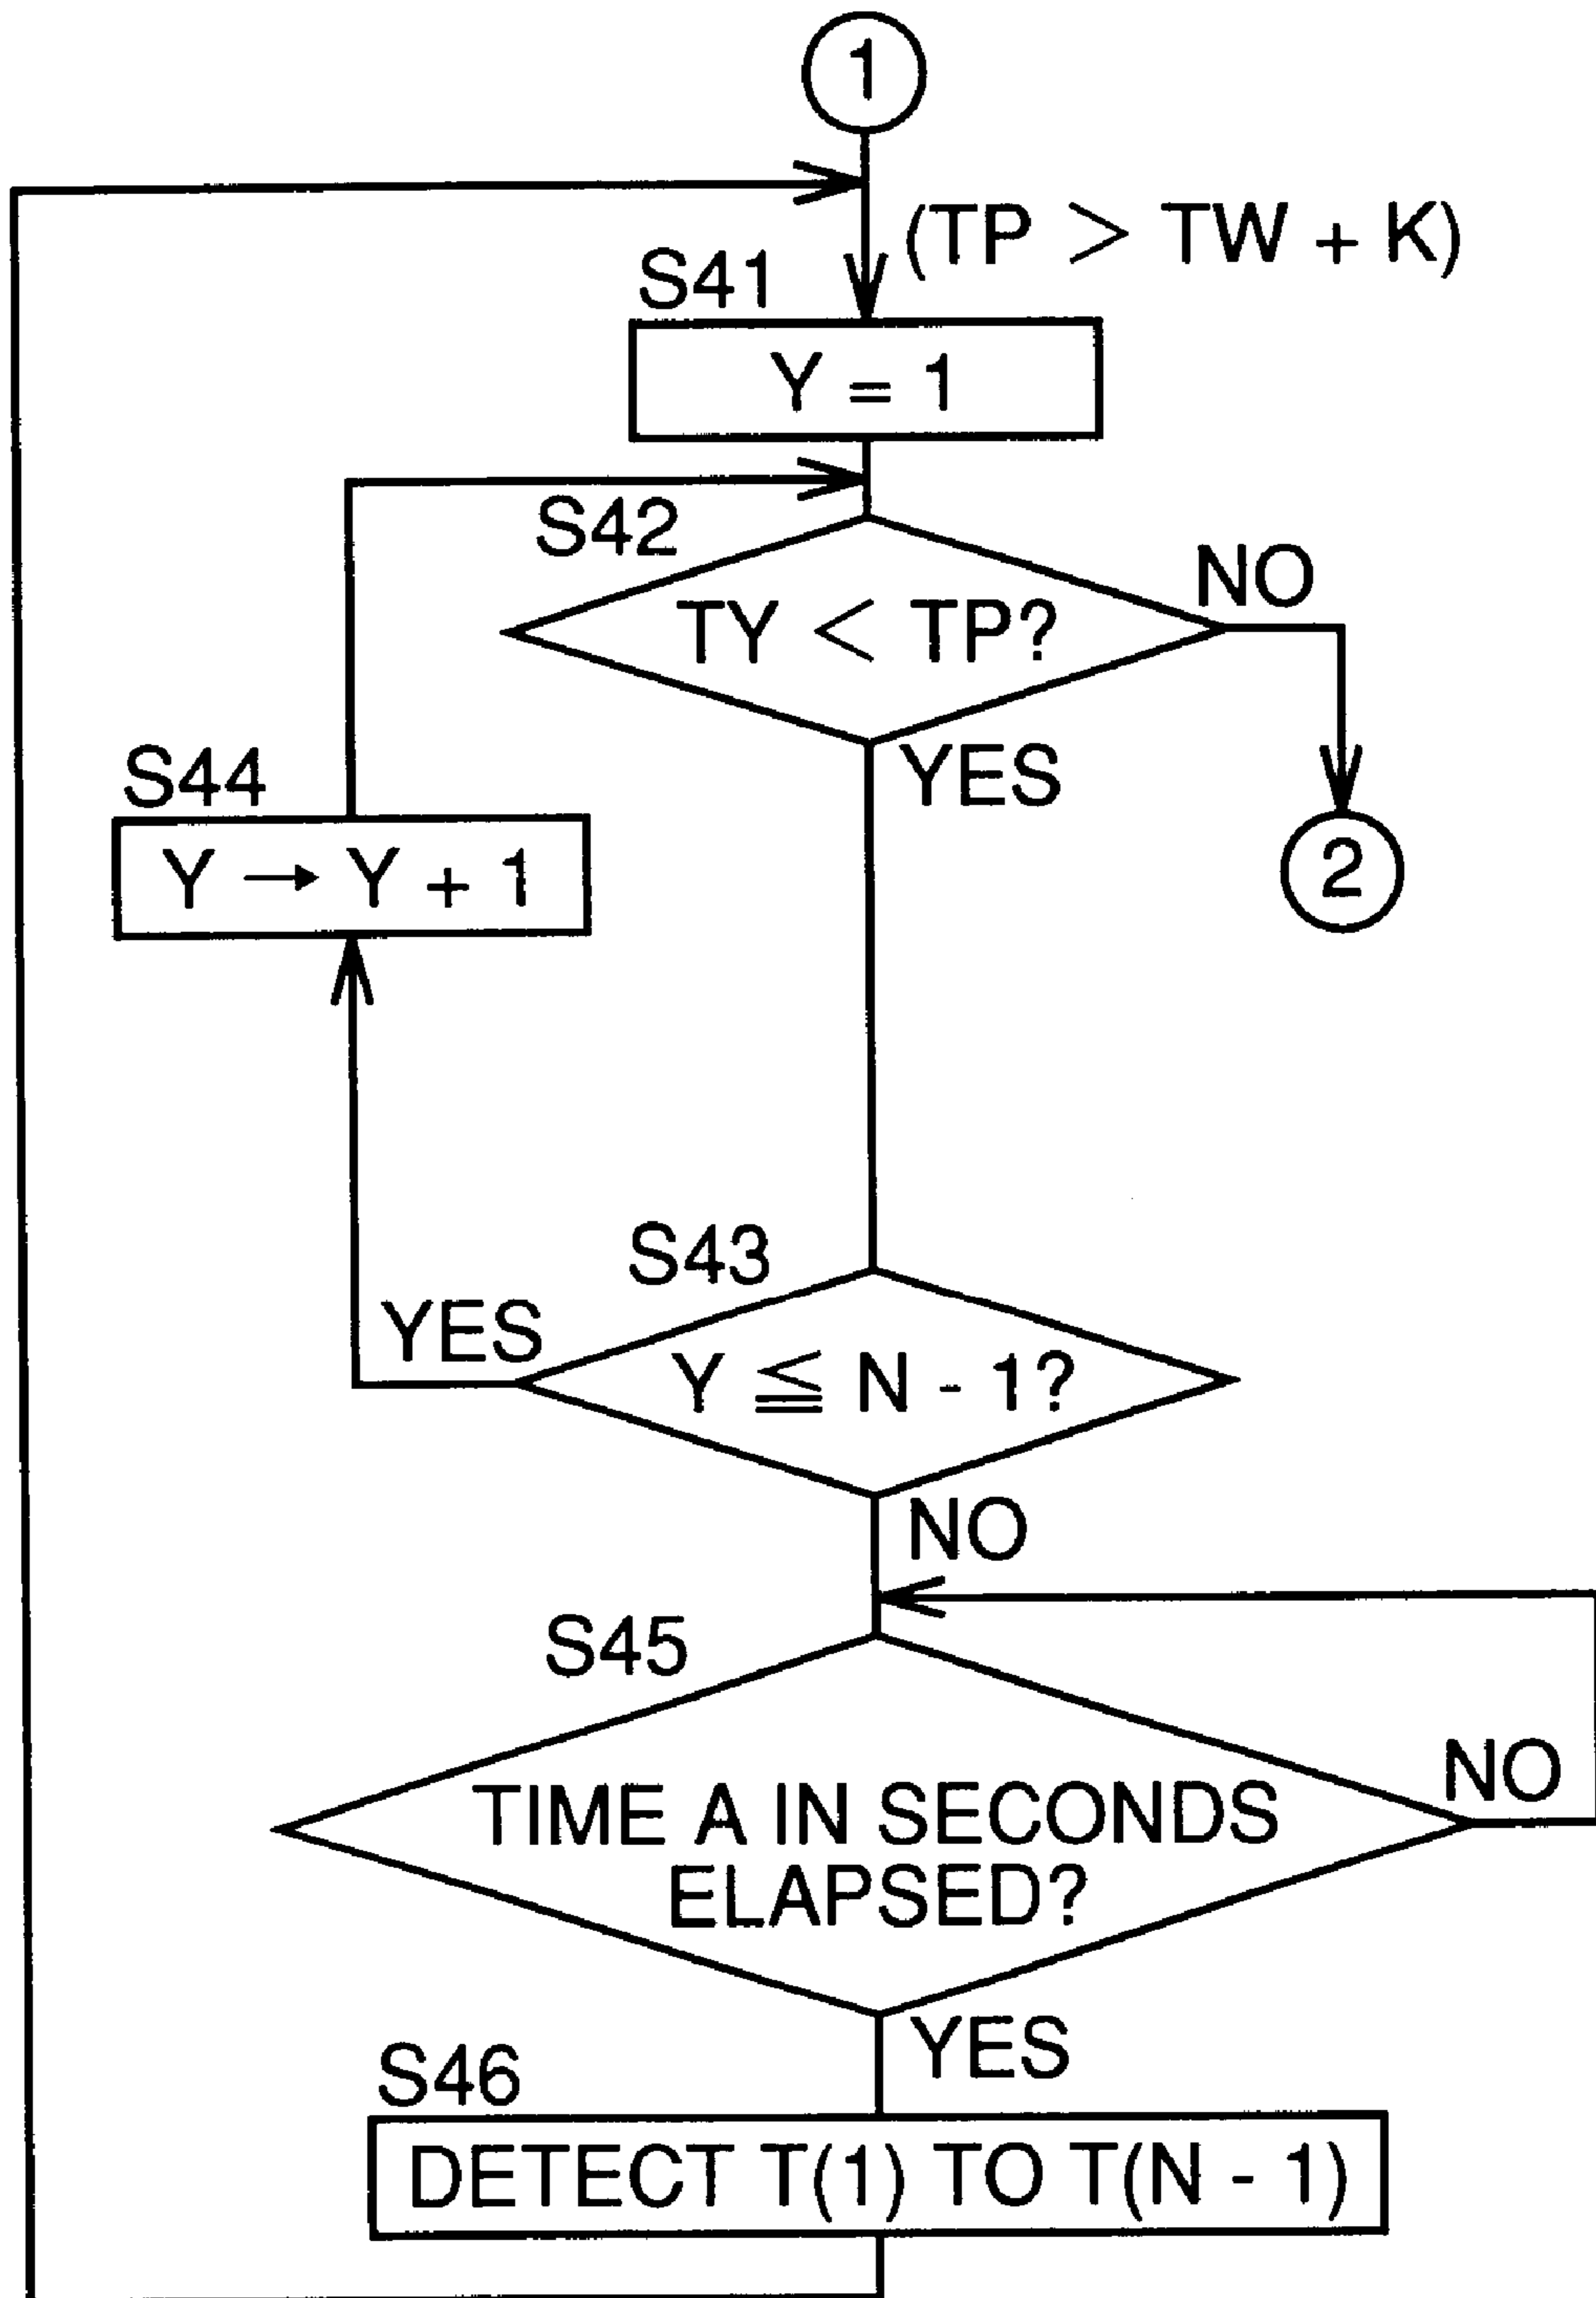 1
(TP > TW + K)
S41
Y = 1
S42
NO
TY < TP?
YES
S44
Y → Y + 1
2
S43
YES
Y ≦ N - 1?
NO
S45
NO
TIME A IN SECONDS
ELAPSED?
YES
S46
DETECT T(1) TO T(N - 1)